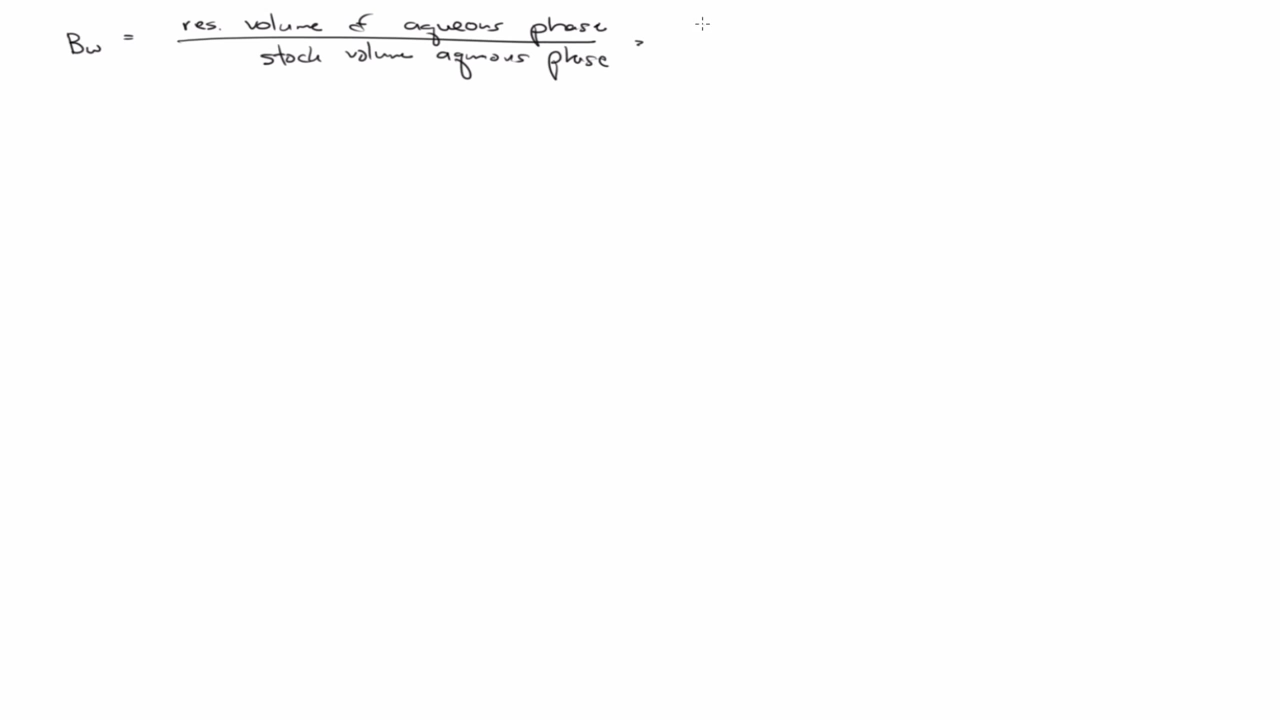 Bw = res. volume of aqueous phase =
stock volume aqueous phase